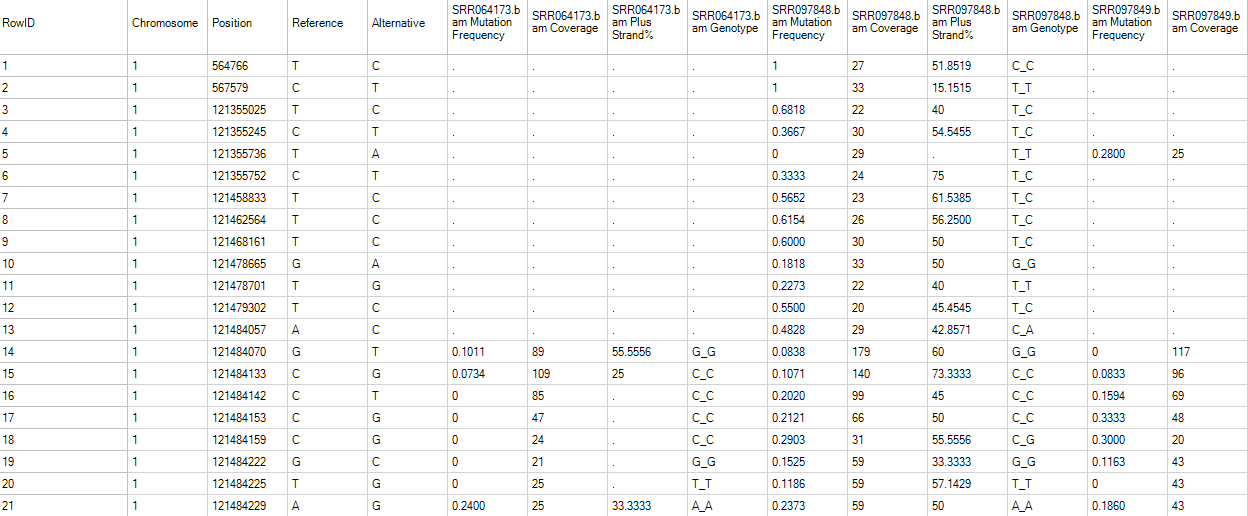 RowID Chromosome Position Reference Alternative SRR064173.b am Mutation Frequency SRR064173.b am Coverage SRR064173.b am Plus Strand% SRR064173.b am Genotype SRR097848.b am Mutation Frequency SRR097848.b am Coverage SRR097848.b am Plus Strand% SRR097848.b am Genotype SRR097849.b am Mutation Frequency SRR097849.b am Coverage
1 1 564766 T C . . . . 1 27 51.8519 C_C . .
2 1 567579 C T . . . . 1 33 15.1515 T_T . .
3 1 121355025 T C . . . . 0.6818 22 40 T_C . .
4 1 121355245 C T . . . . 0.3667 30 54.5455 T_C . .
5 1 121355736 T A . . . . 0 29 . T_T 0.2800 25
6 1 121355752 C T . . . . 0.3333 24 75 T_C . .
7 1 121458833 T C . . . . 0.5652 23 61.5385 T_C . .
8 1 121462564 T C . . . . 0.6154 26 56.2500 T_C . .
9 1 121468161 T C . . . . 0.6000 30 50 T_C . .
10 1 121478665 G A . . . . 0.1818 33 50 G_G . .
11 1 121478701 T G . . . . 0.2273 22 40 T_T . .
12 1 121479302 T C . . . . 0.5500 20 45.4545 T_C . .
13 1 121484057 A C . . . . 0.4828 29 42.8571 C_A . .
14 1 121484070 G T 0.1011 89 55.5556 G_G 0.0838 179 60 G_G 0 117
15 1 121484133 C G 0.0734 109 25 C_C 0.1071 140 73.3333 C_C 0.0833 96
16 1 121484142 C T 0 85 . C_C 0.2020 99 45 C_C 0.1594 69
17 1 121484153 C G 0 47 . C_C 0.2121 66 50 C_C 0.3333 48
18 1 121484159 C G 0 24 . C_C 0.2903 31 55.5556 C_G 0.3000 20
19 1 121484222 G C 0 21 . G_G 0.1525 59 33.3333 G_G 0.1163 43
20 1 121484225 T G 0 25 . T_T 0.1186 59 57.1429 T_T 0 43
21 1 121484229 A G 0.2400 25 33.3333 A_A 0.2373 59 50 A_A 0.1860 43